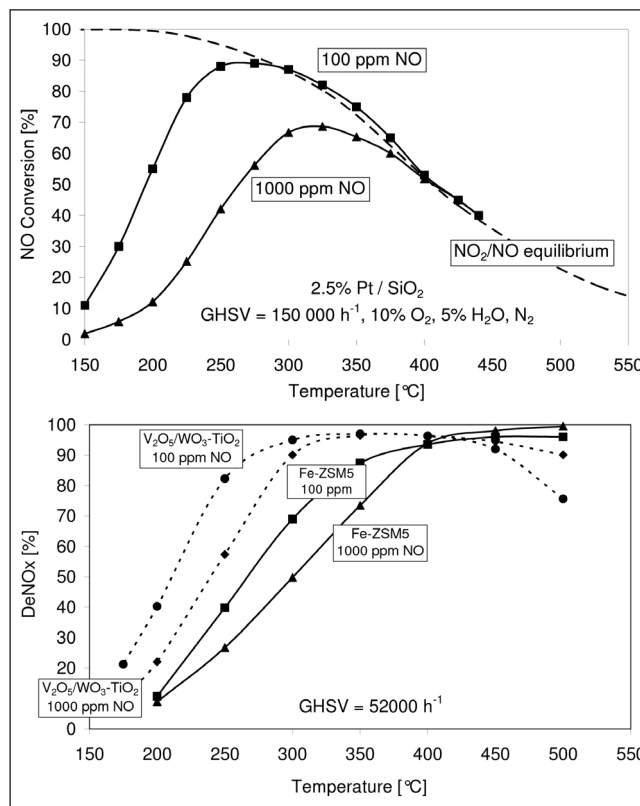 100
90
80
70
60
50
40
30
20
10
0
NO Conversion [%]
100 ppm NO
1000 ppm NO
NO₂/NO equilibrium
2.5% Pt / SiO₂
GHSV = 150 000 h⁻¹, 10% O₂, 5% H₂O, N₂
150 200 250 300 350 400 450 500 550
Temperature [°C]
100
90
80
70
60
50
40
30
20
10
0
DeNOx [%]
V₂O₅/WO₃-TiO₂
100 ppm NO
Fe-ZSM5
100 ppm
Fe-ZSM5
1000 ppm NO
V₂O₅/WO₃-TiO₂
1000 ppm NO
GHSV = 52000 h⁻¹
150 200 250 300 350 400 450 500
Temperature [°C]